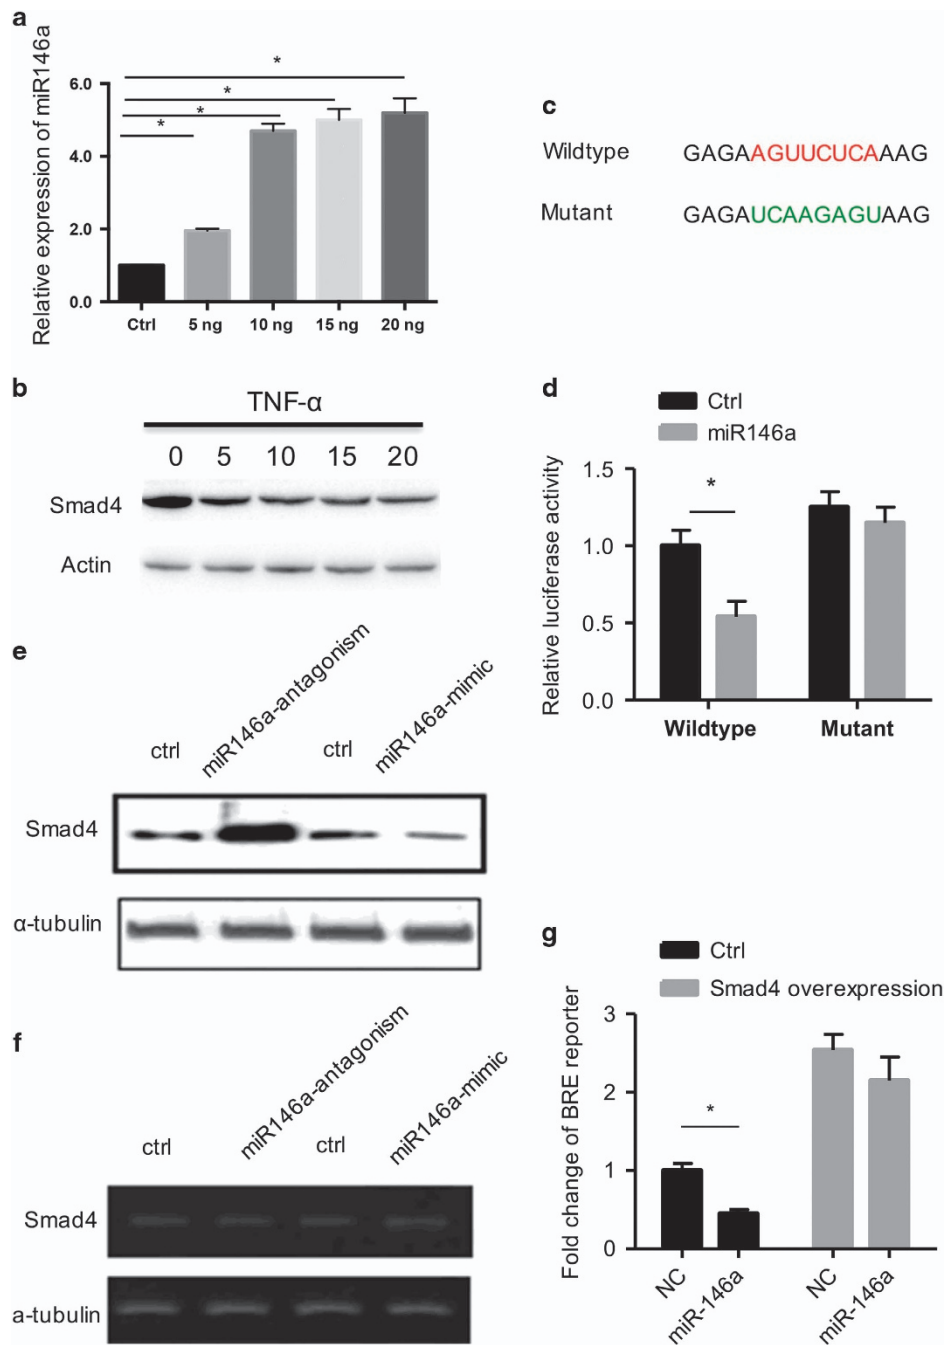 a
Relative expression of miR146a
6.0
4.0
2.0
0.0
*
*
*
*
Ctrl 5 ng 10 ng 15 ng 20 ng
b
TNF-α
0 5 10 15 20
Smad4
Actin
c
Wildtype GAGAAGUUCUCAAAG
Mutant GAGAUCAAGAGUAAG
d
Ctrl
miR146a
Relative luciferase activity
1.5
1.0
0.5
0.0
*
Wildtype Mutant
e
ctrl miR146a-antagonism ctrl miR146a-mimic
Smad4
α-tubulin
f
ctrl miR146a-antagonism ctrl miR146a-mimic
Smad4
a-tubulin
g
Ctrl
Smad4 overexpression
Fold change of BRE reporter
3
2
1
0
*
NC miR-146a NC miR-146a